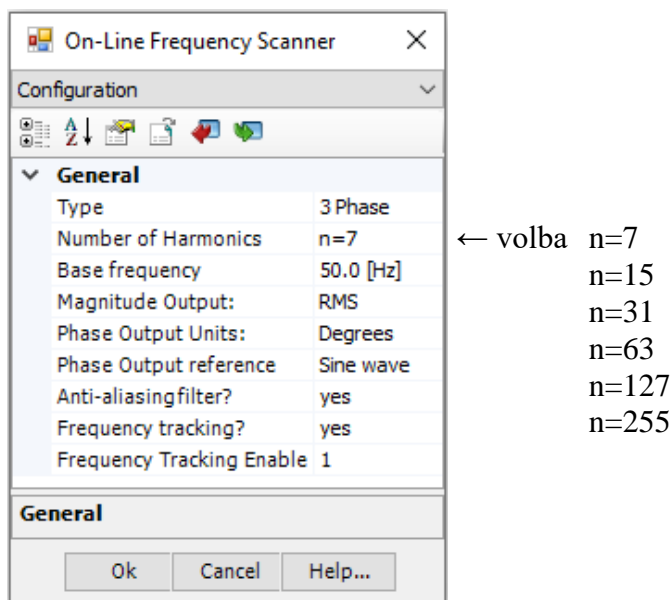 On-Line Frequency Scanner
Configuration
General
Type 3 Phase
Number of Harmonics n=7 ← volba n=7
Base frequency 50.0 [Hz] n=15
Magnitude Output: RMS n=31
Phase Output Units: Degrees n=63
Phase Output reference Sine wave n=127
Anti-aliasingfilter? yes n=255
Frequency tracking? yes
Frequency Tracking Enable 1
General
Ok Cancel Help...